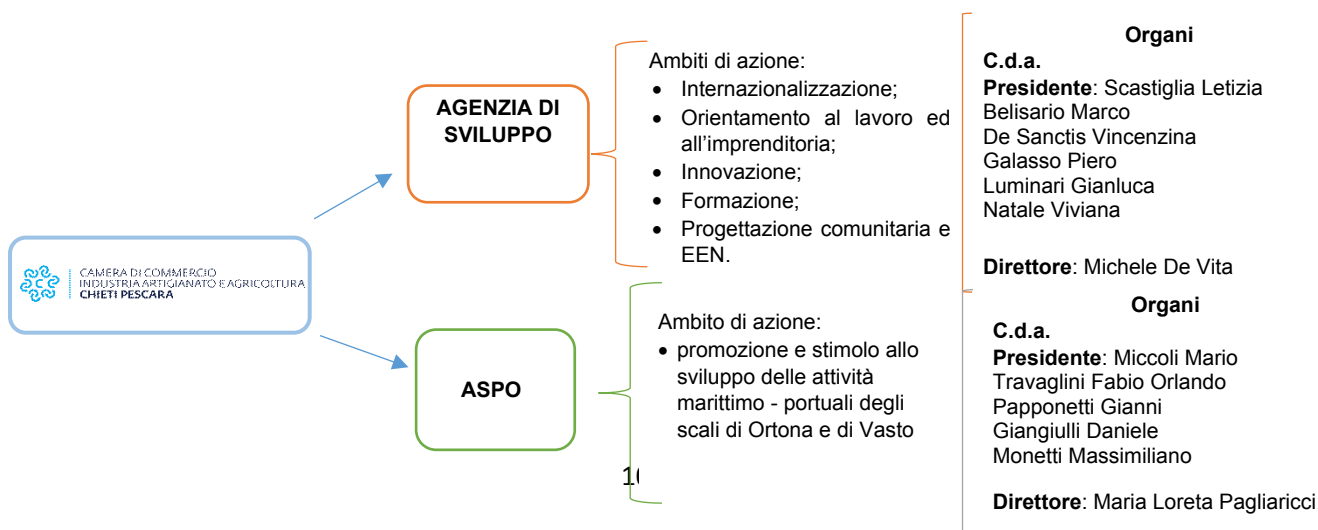 CAMERA DI COMMERCIO
INDUSTRIA ARTIGIANATO E AGRICOLTURA
CHIETI PESCARA
AGENZIA DI
SVILUPPO
Ambiti di azione:
• Internazionalizzazione;
• Orientamento al lavoro ed
all'imprenditoria;
• Innovazione;
• Formazione;
• Progettazione comunitaria e
EEN.
Organi
C.d.a.
Presidente: Scastiglia Letizia
Belisario Marco
De Sanctis Vincenzina
Galasso Piero
Luminari Gianluca
Natale Viviana
Direttore: Michele De Vita
ASPO
Ambito di azione:
• promozione e stimolo allo
sviluppo delle attività
marittimo - portuali degli
scali di Ortona e di Vasto
Organi
C.d.a.
Presidente: Miccoli Mario
Travaglini Fabio Orlando
Papponetti Gianni
Giangiulli Daniele
Monetti Massimiliano
Direttore: Maria Loreta Pagliaricci